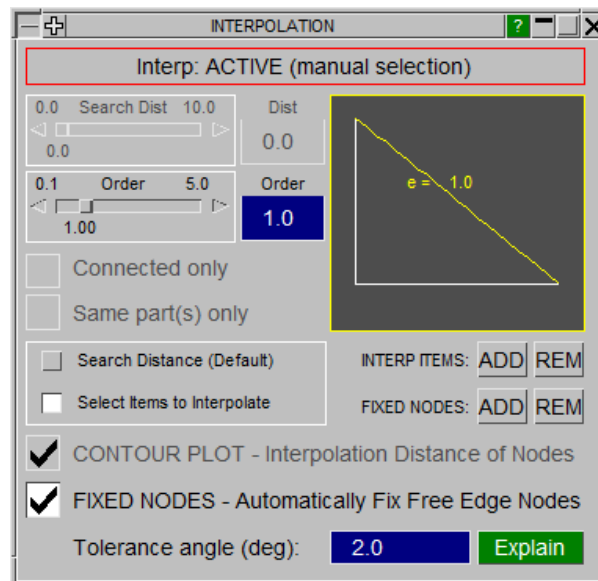 INTERPOLATION ?
Interp: ACTIVE (manual selection)
0.0 Search Dist 10.0 Dist
0.0 0.0
0.1 Order 5.0 Order
1.00 1.0
e = 1.0
Connected only
Same part(s) only
Search Distance (Default) INTERP ITEMS: ADD REM
Select Items to Interpolate FIXED NODES: ADD REM
CONTOUR PLOT - Interpolation Distance of Nodes
FIXED NODES - Automatically Fix Free Edge Nodes
Tolerance angle (deg): 2.0 Explain